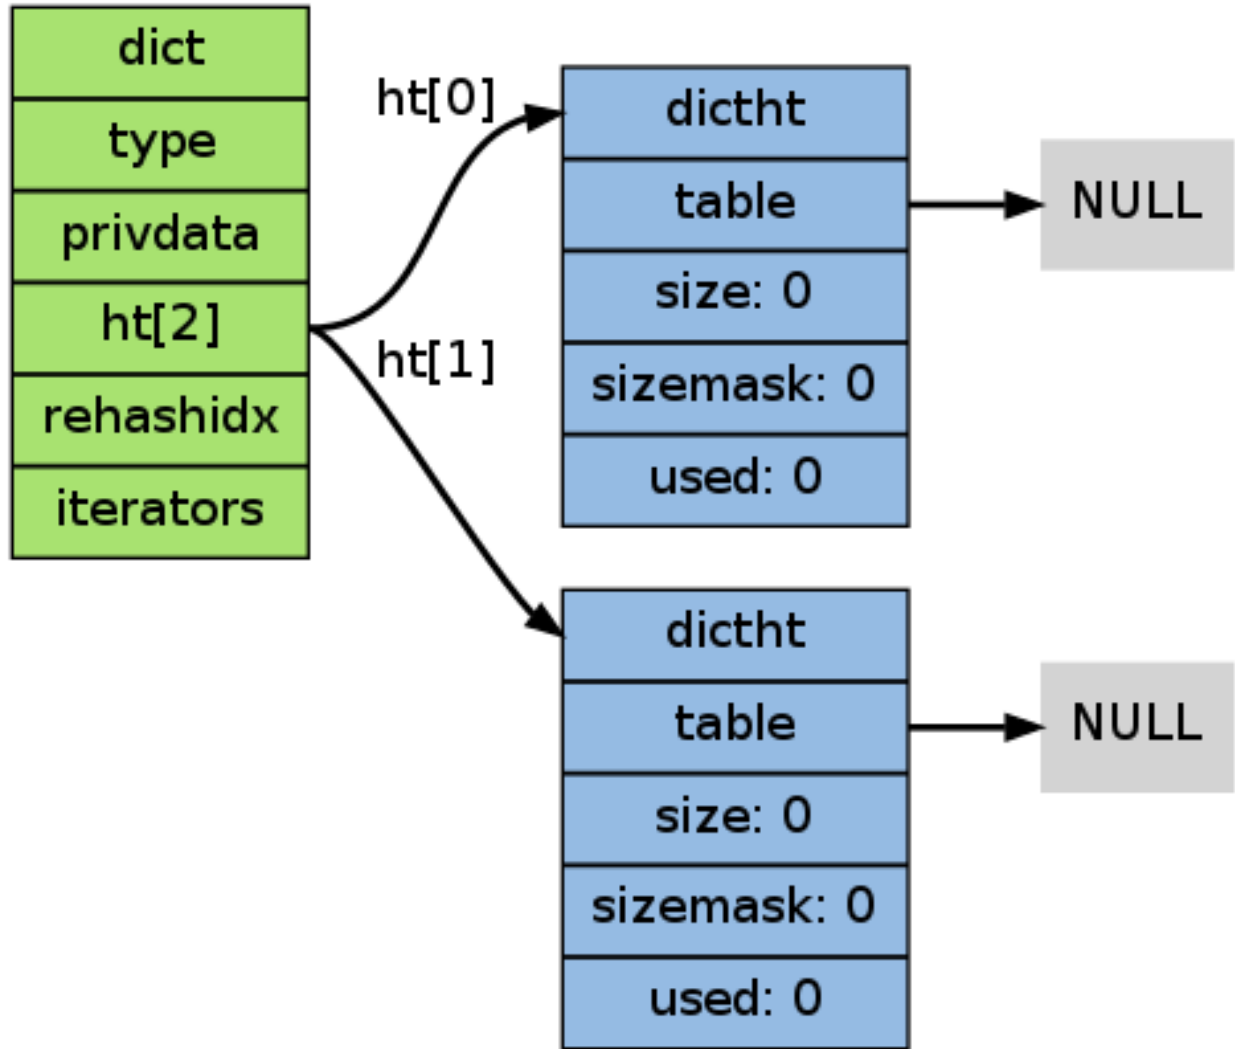 dict
type
privdata
ht[2]
rehashidx
iterators
ht[0]
ht[1]
dictht
table
size: 0
sizemask: 0
used: 0
NULL
dictht
table
size: 0
sizemask: 0
used: 0
NULL